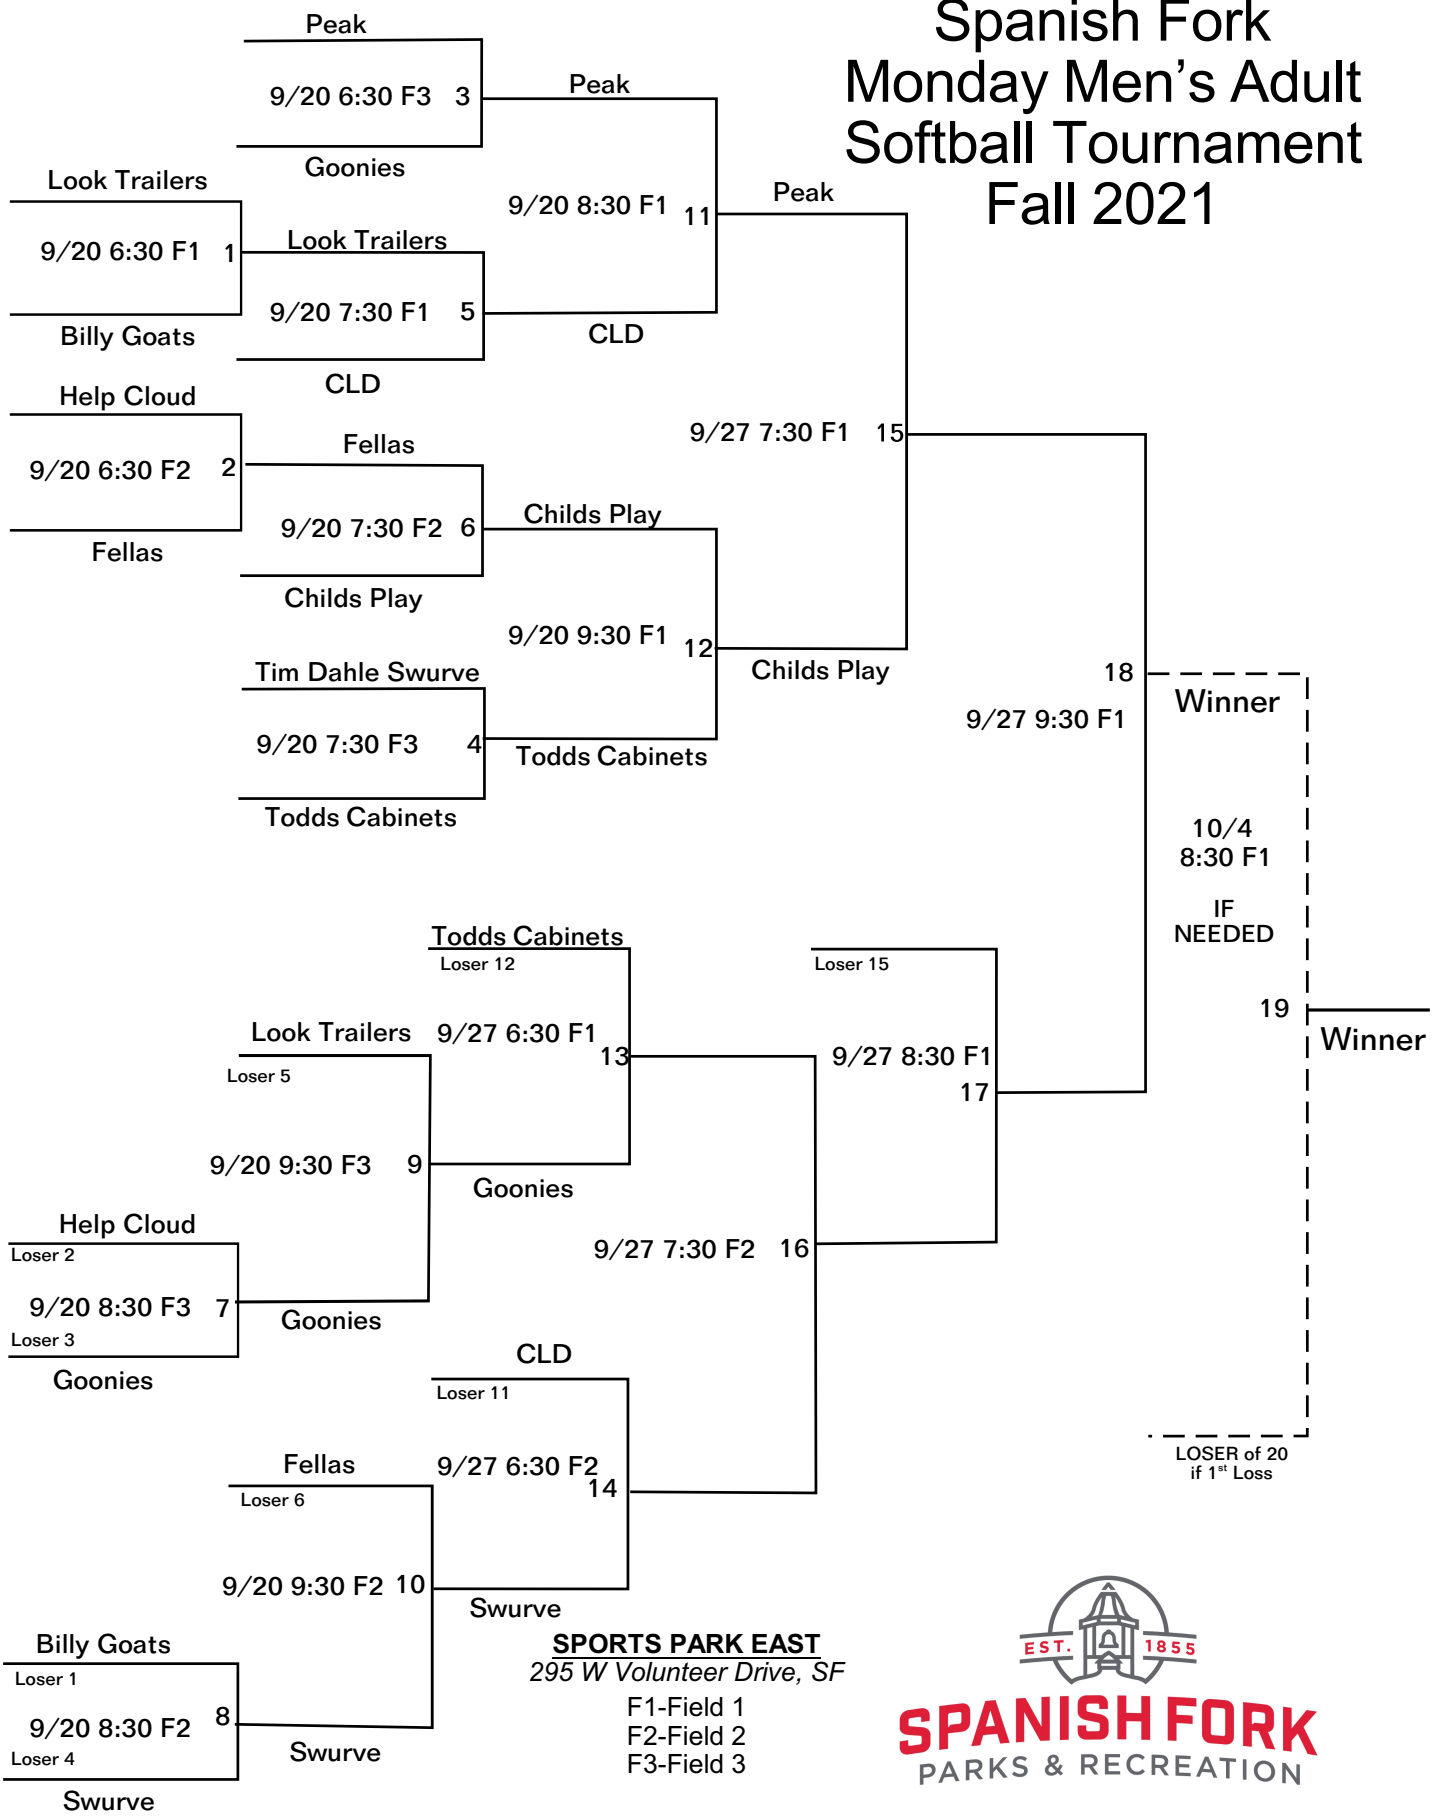 Spanish Fork
Monday Men's Adult
Softball Tournament
Fall 2021
Peak
9/20 6:30 F3 3
Goonies
Peak
Look Trailers
9/20 6:30 F1 1
Billy Goats
Look Trailers
9/20 7:30 F1 5
CLD
9/20 8:30 F1 11
CLD
Peak
Help Cloud
9/20 6:30 F2 2
Fellas
Fellas
9/20 7:30 F2 6
Childs Play
9/27 7:30 F1 15
Childs Play
9/20 9:30 F1 12
Childs Play
Tim Dahle Swurve
9/20 7:30 F3 4
Todds Cabinets
Todds Cabinets
18
9/27 9:30 F1
Winner
10/4
8:30 F1
IF
NEEDED
19
Winner
LOSER of 20
if 1st Loss
Todds Cabinets
Loser 12
9/27 6:30 F1
13
Goonies
Loser 15
9/27 8:30 F1
17
Look Trailers
Loser 5
9/20 9:30 F3 9
Goonies
Help Cloud
Loser 2
9/20 8:30 F3 7
Loser 3
Goonies
9/27 7:30 F2 16
CLD
Loser 11
9/27 6:30 F2
14
Swurve
Fellas
Loser 6
9/20 9:30 F2 10
Swurve
Billy Goats
Loser 1
9/20 8:30 F2 8
Loser 4
Swurve
SPORTS PARK EAST
295 W Volunteer Drive, SF
F1-Field 1
F2-Field 2
F3-Field 3
EST. 1855
SPANISH FORK
PARKS & RECREATION